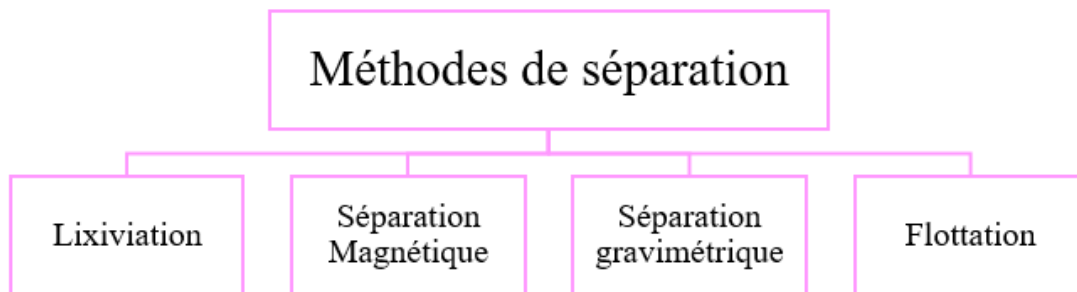 Méthodes de séparation
Lixiviation
Séparation
Magnétique
Séparation
gravimétrique
Flottation